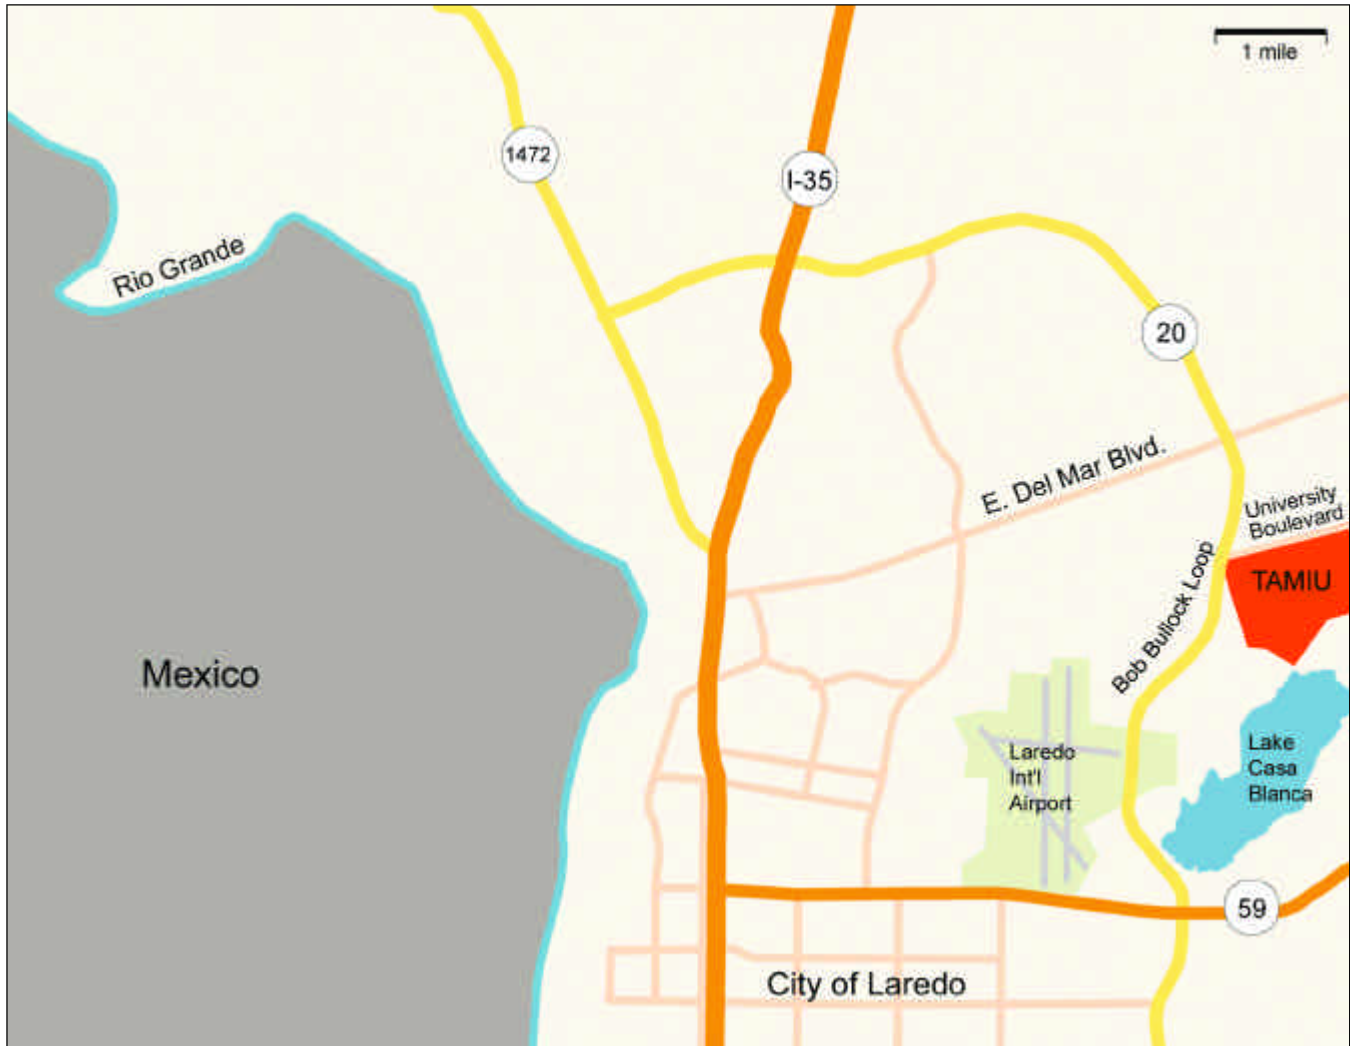 1 mile
1472
I-35
Rio Grande
20
E. Del Mar Blvd.
University
Boulevard
TAMIU
Bob Bullock Loop
Mexico
Laredo
Int'l
Airport
Lake
Casa
Blanca
59
City of Laredo